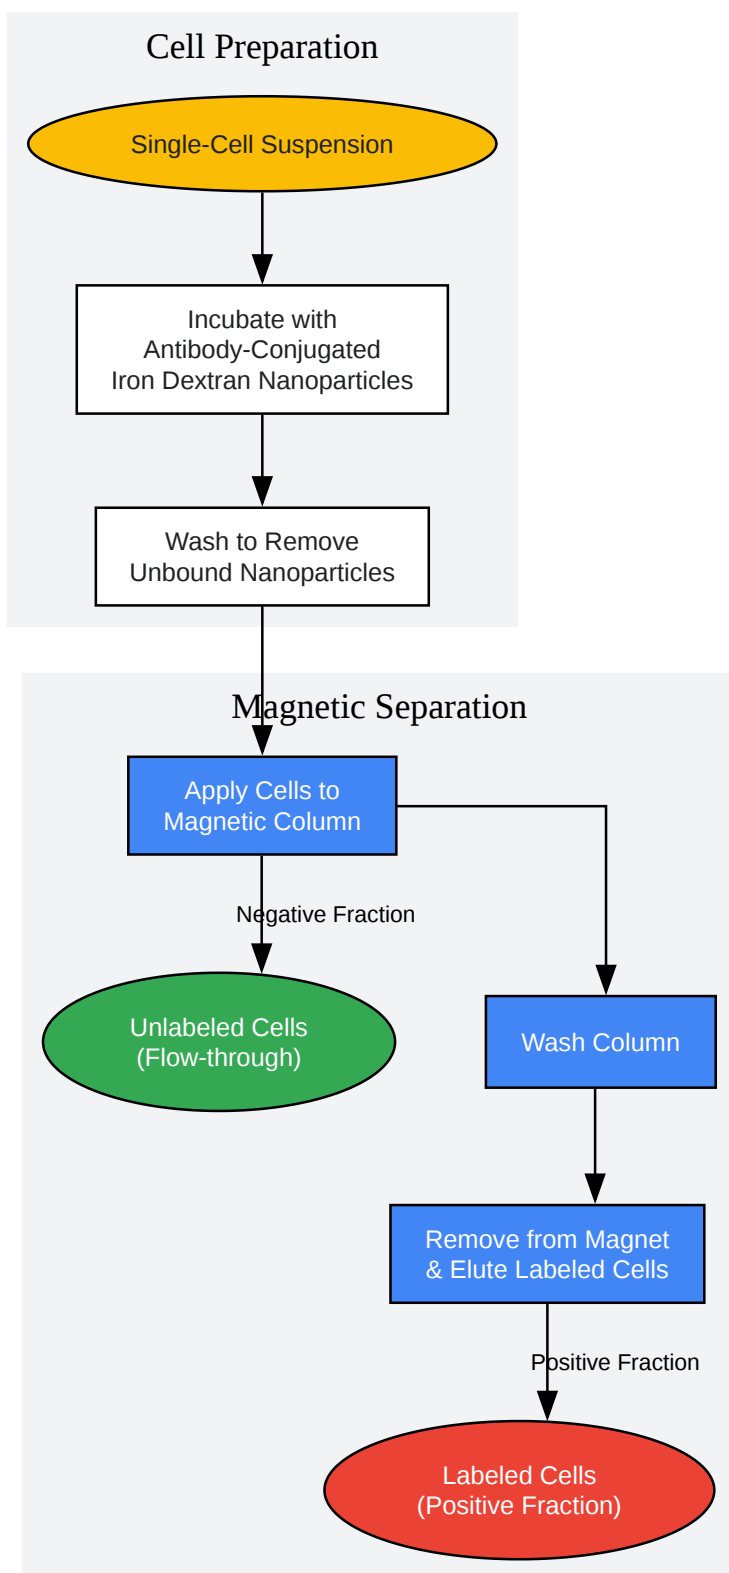 Cell Preparation
Single-Cell Suspension
Incubate with
Antibody-Conjugated
Iron Dextran Nanoparticles
Wash to Remove
Unbound Nanoparticles
Magnetic Separation
Apply Cells to
Magnetic Column
Negative Fraction
Unlabeled Cells
(Flow-through)
Wash Column
Remove from Magnet
& Elute Labeled Cells
Positive Fraction
Labeled Cells
(Positive Fraction)